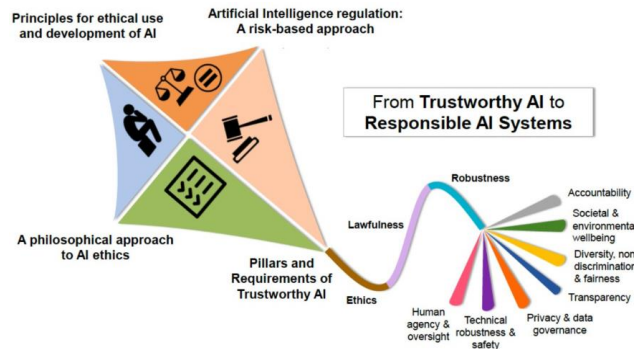 Principles for ethical use
and development of AI
Artificial Intelligence regulation:
A risk-based approach
From Trustworthy AI to
Responsible AI Systems
A philosophical approach
to AI ethics
Pillars and
Requirements of
Trustworthy AI
Ethics
Lawfulness
Robustness
Accountability
Societal &
environmenta
wellbeing
Diversity, non
discrimination
& fairness
Transparency
Privacy & data
governance
Technical
robustness &
safety
Human
agency &
oversight